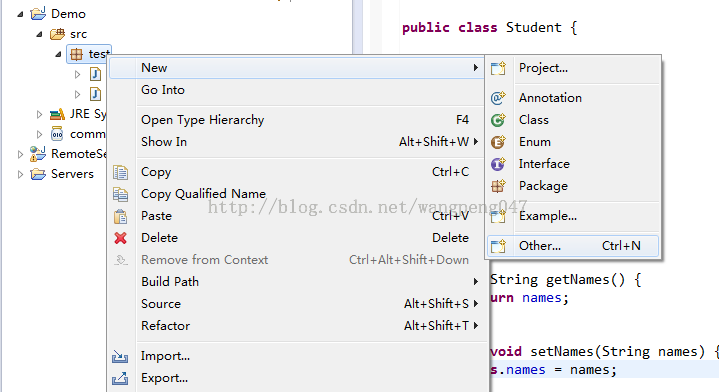 Demo
src
test
JRE Sy
comm
RemoteSe
Servers
public class Student {
New
Go Into
Open Type Hierarchy F4
Show In Alt+Shift+W
Copy Ctrl+C
Copy Qualified Name
Paste Ctrl+V
Delete Delete
Remove from Context Ctrl+Alt+Shift+Down
Build Path
Source Alt+Shift+S
Refactor Alt+Shift+T
Import...
Export...
Project...
Annotation
Class
Enum
Interface
Package
Example...
Other... Ctrl+N
String getNames() {
urn names;
void setNames(String names) {
s.names = names;
http://blog.csdn.net/wangpeng047